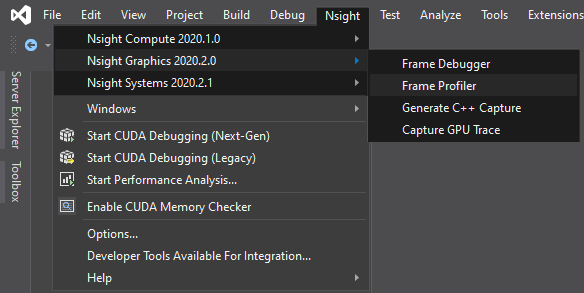 File Edit View Project Build Debug Nsight Test Analyze Tools Extensions
Server Explorer
Toolbox
Nsight Compute 2020.1.0
Nsight Graphics 2020.2.0
Nsight Systems 2020.2.1
Windows
Start CUDA Debugging (Next-Gen)
Start CUDA Debugging (Legacy)
Start Performance Analysis...
Enable CUDA Memory Checker
Options...
Developer Tools Available For Integration...
Help
Frame Debugger
Frame Profiler
Generate C++ Capture
Capture GPU Trace